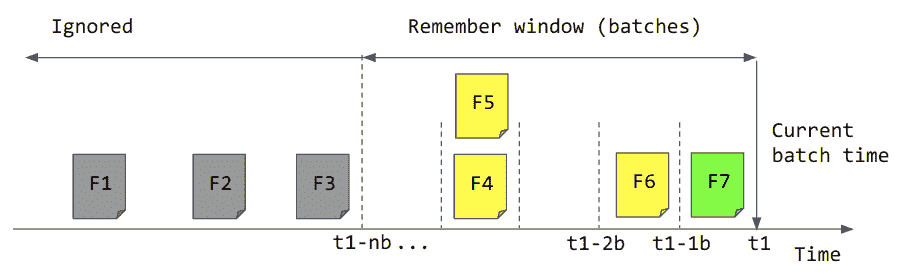 Ignored
Remember window (batches)
F5
Current
batch time
F1
F2
F3
F4
F6
F7
t1-nb...
t1-2b
t1-1b
t1
Time